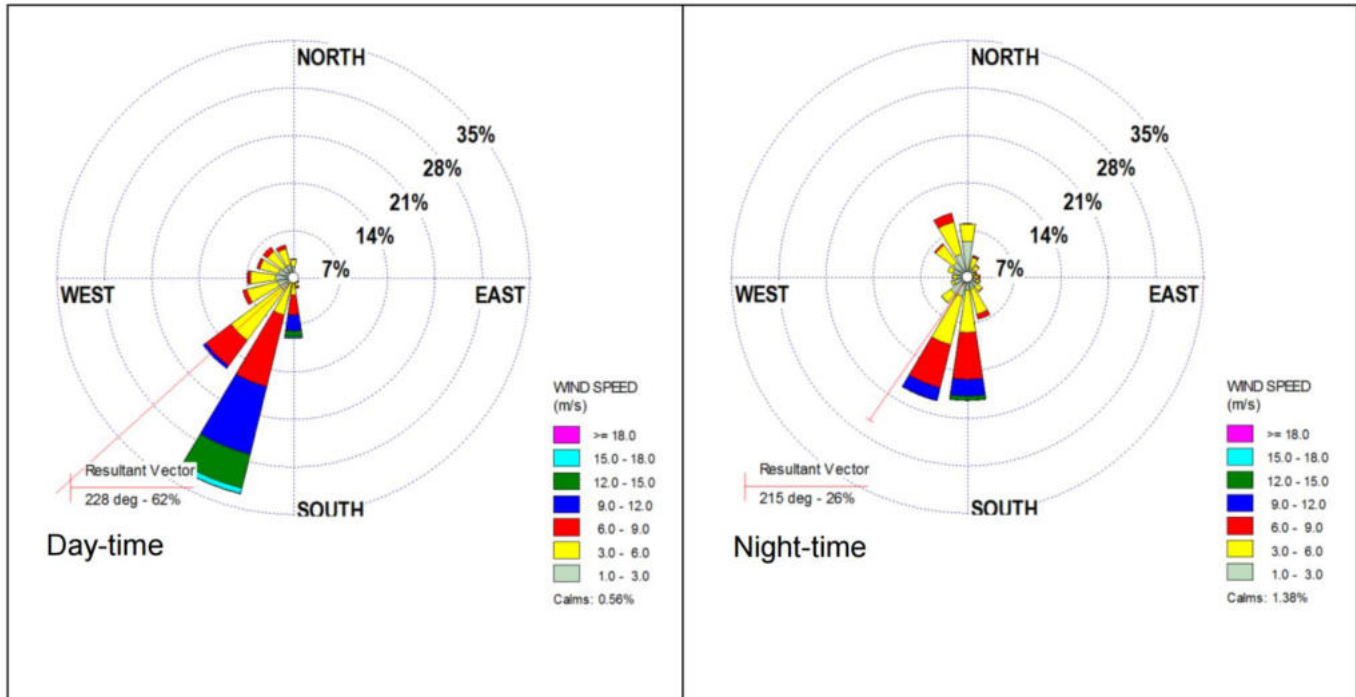 NORTH
35%
28%
21%
14%
7%
WEST
EAST
SOUTH
WIND SPEED
(m/s)
>= 18.0
15.0 - 18.0
12.0 - 15.0
9.0 - 12.0
6.0 - 9.0
3.0 - 6.0
1.0 - 3.0
Calms: 0.56%
Resultant Vector
228 deg - 62%
Day-time
NORTH
35%
28%
21%
14%
7%
WEST
EAST
SOUTH
WIND SPEED
(m/s)
>= 18.0
15.0 - 18.0
12.0 - 15.0
9.0 - 12.0
6.0 - 9.0
3.0 - 6.0
1.0 - 3.0
Calms: 1.38%
Resultant Vector
215 deg - 26%
Night-time